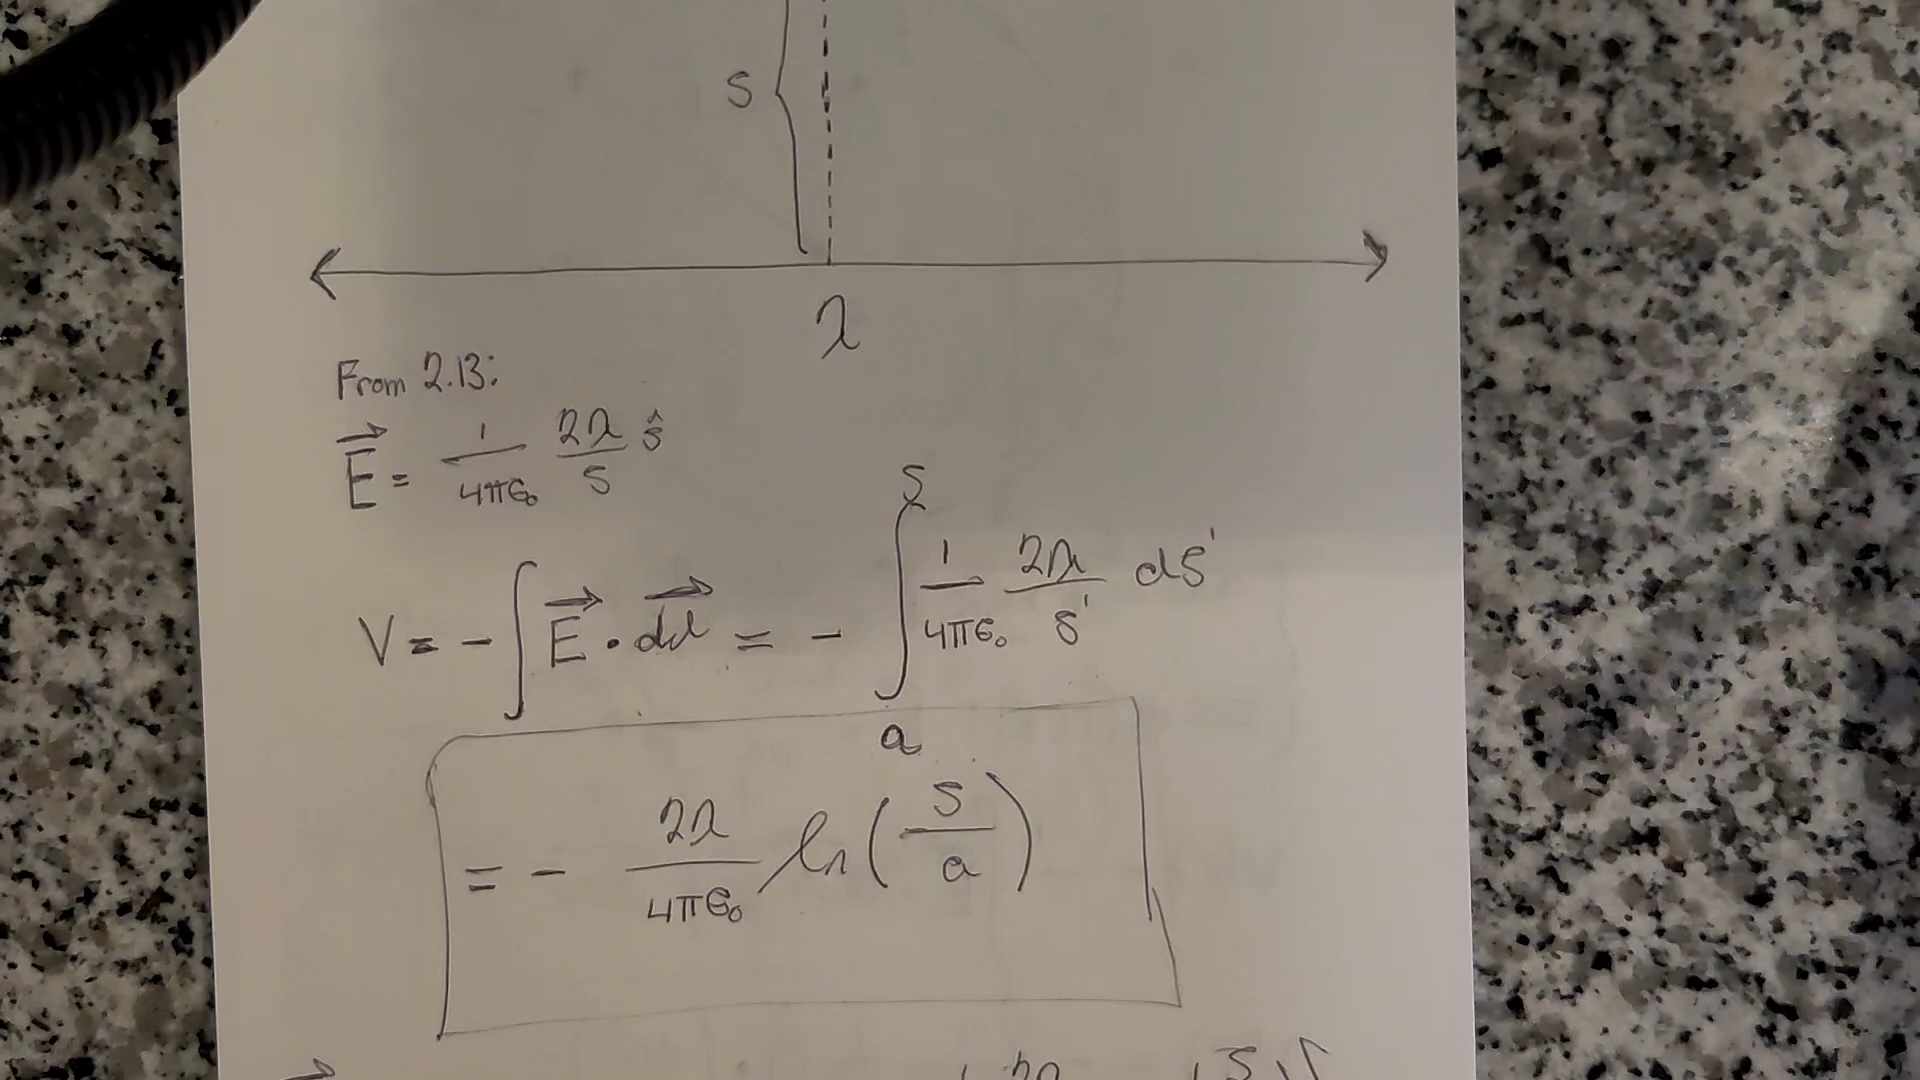 s
λ
From 2.13:
E⃗ = 1/4πϵ₀ 2λ/s ŝ
V = - ∫ E⃗ · dl⃗ = - ∫ₐˢ 1/4πϵ₀ 2λ/s' ds'
= - 2λ/4πϵ₀ ln(s/a)